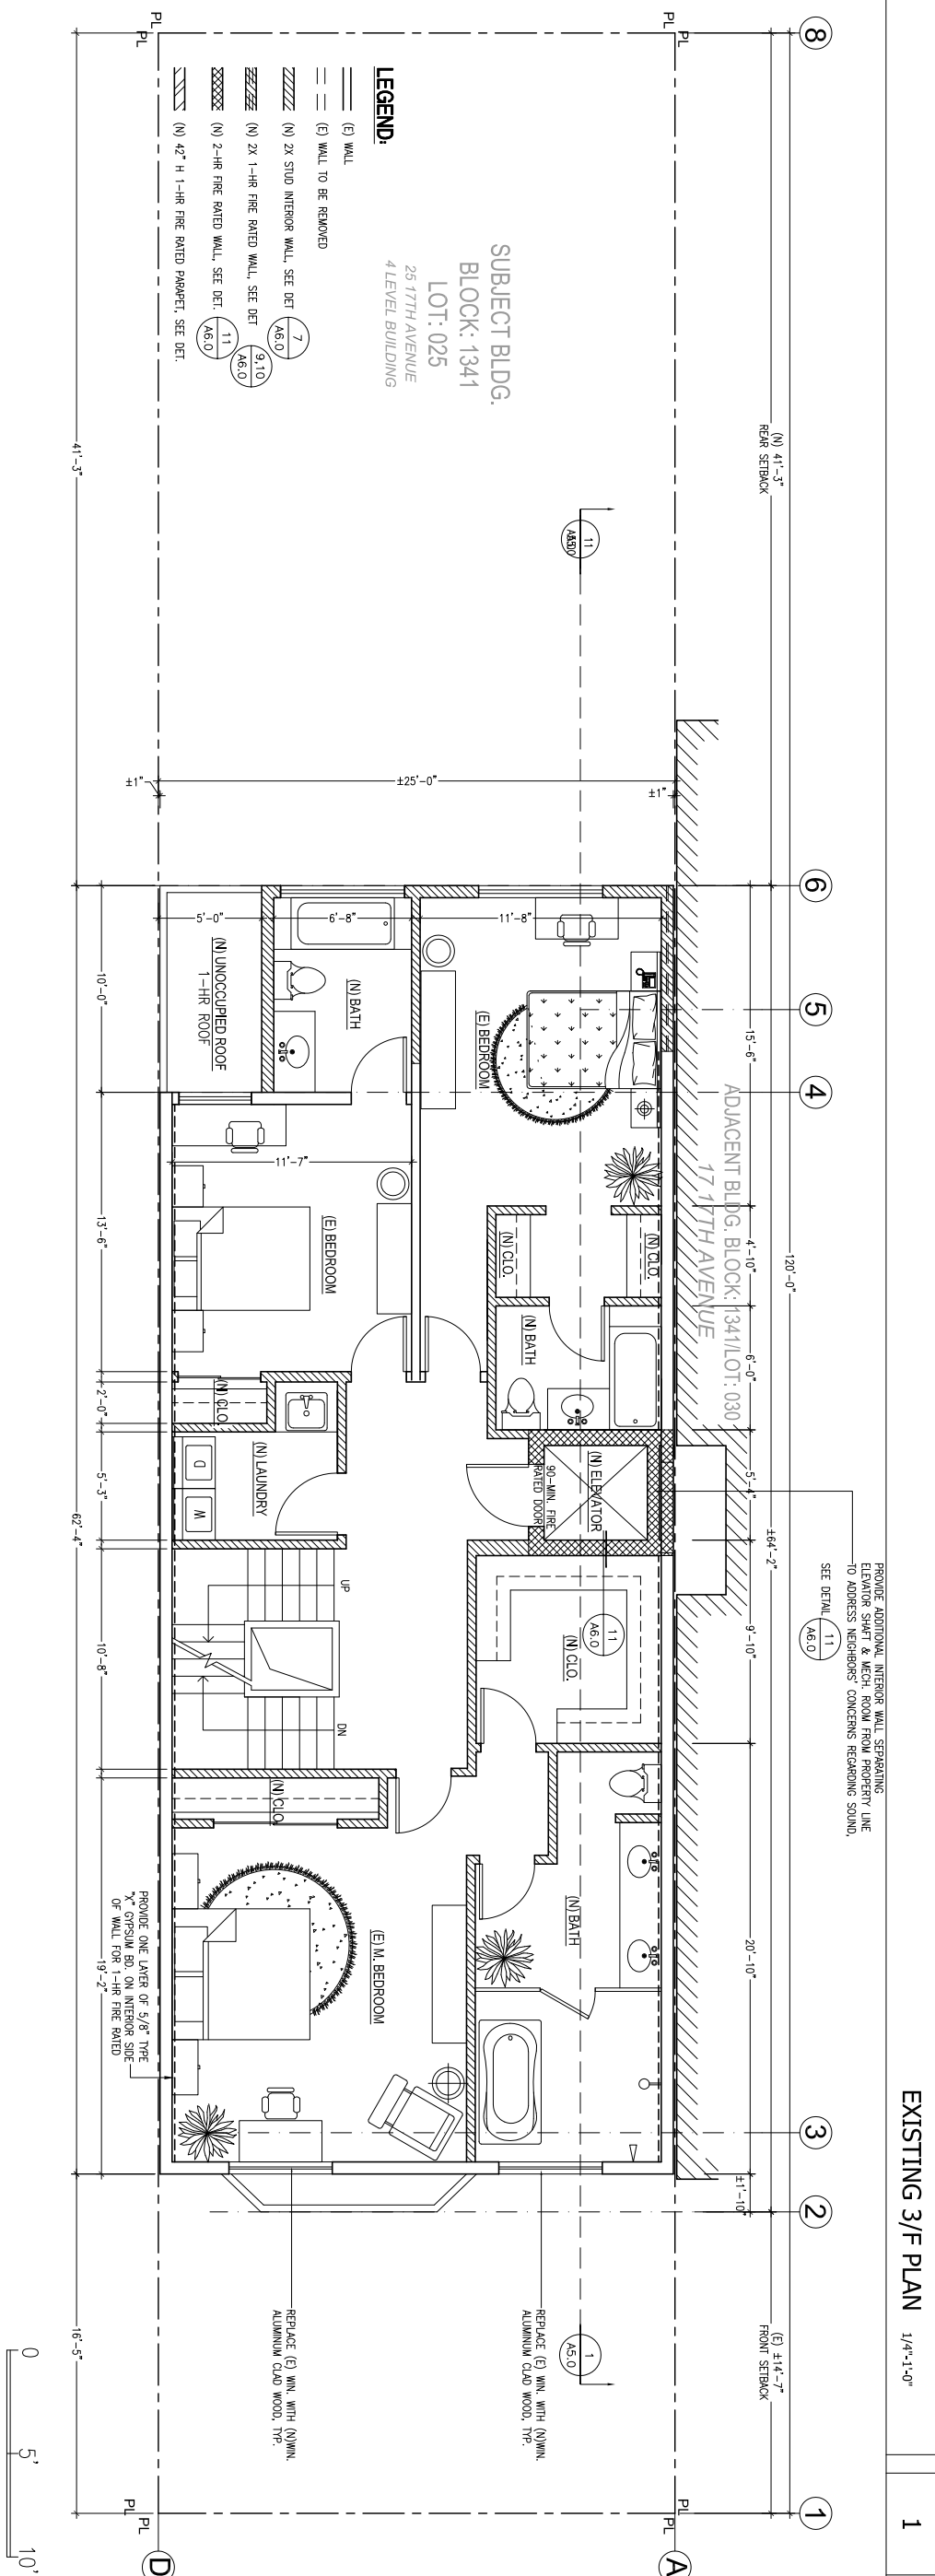 EXISTING 3/F PLAN
1/4"-1'-0"
1
8
6
5
4
3
2
1
A
D
PL
PL
PL
PL
PL
PL
PL
PL
120'-0"
(N) 41'-3"
REAR SETBACK
±64'-2"
(E) ±14'-7"
FRONT SETBACK
15'-6"
4'-10"
6'-0"
5'-4"
9'-10"
20'-10"
±1'-10"
PROVIDE ADDITIONAL INTERIOR WALL SEPARATING
ELEVATOR SHAFT & MECH. ROOM FROM PROPERTY LINE
TO ADDRESS NEIGHBORS' CONCERNS REGARDING SOUND,
SEE DETAIL
11
A6.0
ADJACENT BLDG. BLOCK: 1341/LOT: 030
17 17TH AVENUE
SUBJECT BLDG.
BLOCK: 1341
LOT: 025
25 17TH AVENUE
4 LEVEL BUILDING
11
LEGEND:
(E) WALL
(E) WALL TO BE REMOVED
(N) 2X STUD INTERIOR WALL, SEE DET
7
A6.0
(N) 2X 1-HR FIRE RATED WALL, SEE DET
9,10
A6.0
(N) 2-HR FIRE RATED WALL, SEE DET.
11
A6.0
(N) 42" H 1-HR FIRE RATED PARAPET, SEE DET.
±1"
±25'-0"
±1"
11'-8"
6'-8"
5'-0"
(E) BEDROOM
(N) BATH
(N) UNOCCUPIED ROOF
1-HR ROOF
11'-7"
(E) BEDROOM
(N) CLO.
(N) CLO.
(N) BATH
(N) CLO
(N) LAUNDRY
D
W
(N) ELEVATOR
90-MIN. FIRE
RATED DOOR
11
A6.0
(N) CLO.
UP
DN
(N) CLO
(N) BATH
(E) M. BEDROOM
PROVIDE ONE LAYER OF 5/8" TYPE
"X" GYPSUM BD. ON INTERIOR SIDE
OF WALL FOR 1-HR FIRE RATED
REPLACE (E) WIN. WITH (N)WIN.
ALUMINUM CLAD WOOD, TYP.
REPLACE (E) WIN. WITH (N)WIN.
ALUMINUM CLAD WOOD, TYP.
1
A5.0
10'-0"
13'-6"
2'-0"
5'-3"
10'-8"
19'-2"
41'-3"
62'-4"
16'-5"
0
5'
10'